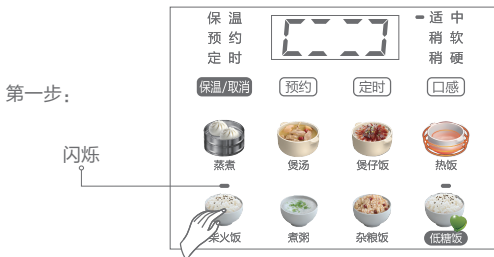 保温
适中
预约
稍软
定时
稍硬
保温/取消 预约 定时 口感
第一步：
闪烁
蒸煮 煲汤 煲仔饭 热饭
柴火饭 煮粥 杂粮饭 低糖饭